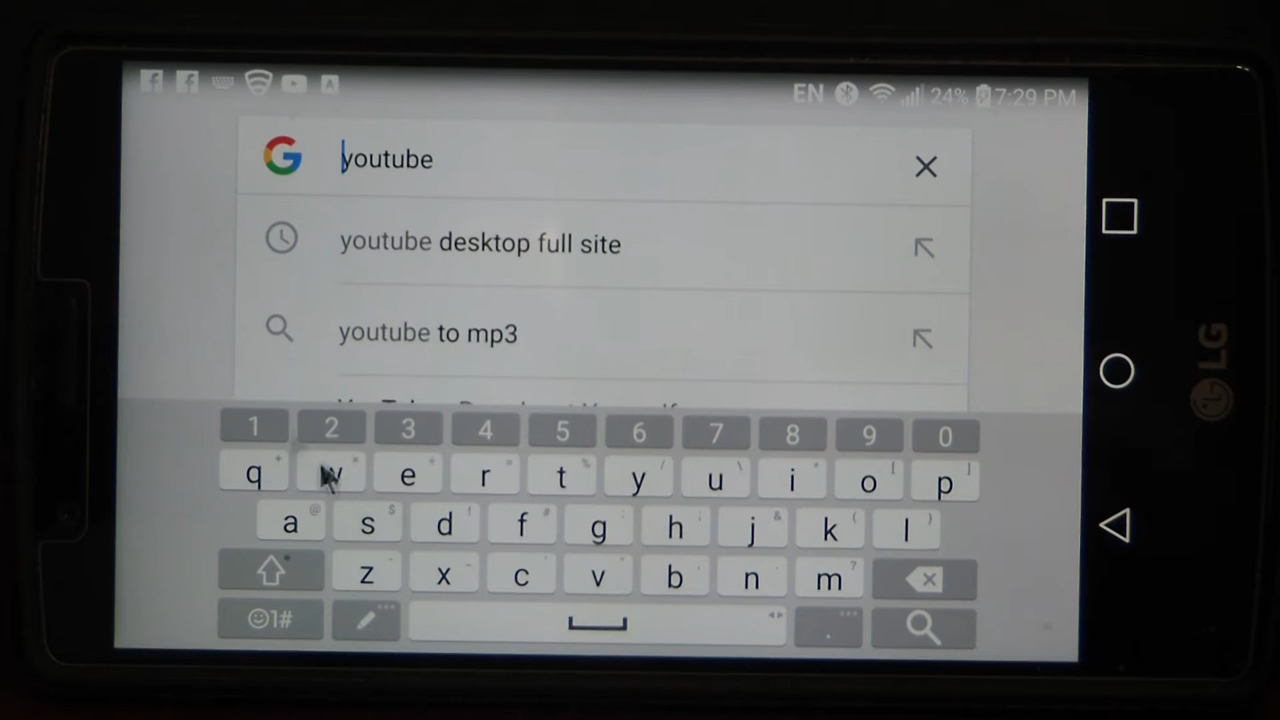 EN 24% 7:29 PM
youtube
youtube desktop full site
youtube to mp3
1 2 3 4 5 6 7 8 9 0
q w e r t y u i o p
a s d f g h j k l
z x c v b n m
1#
LG